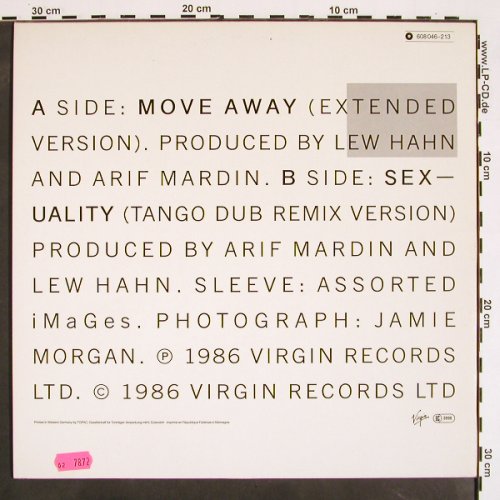 30 cm
20 cm
10 cm
608046-213
www.LP-CD.de
A SIDE: MOVE AWAY (EXTENDED
VERSION). PRODUCED BY LEW HAHN
AND ARIF MARDIN. B SIDE: SEX—
UALITY (TANGO DUB REMIX VERSION)
PRODUCED BY ARIF MARDIN AND
LEW HAHN. SLEEVE: ASSORTED
iMaGes. PHOTOGRAPH: JAMIE
MORGAN. ℗ 1986 VIRGIN RECORDS
LTD. © 1986 VIRGIN RECORDS LTD
10 cm
20 cm
30 cm
Virgin